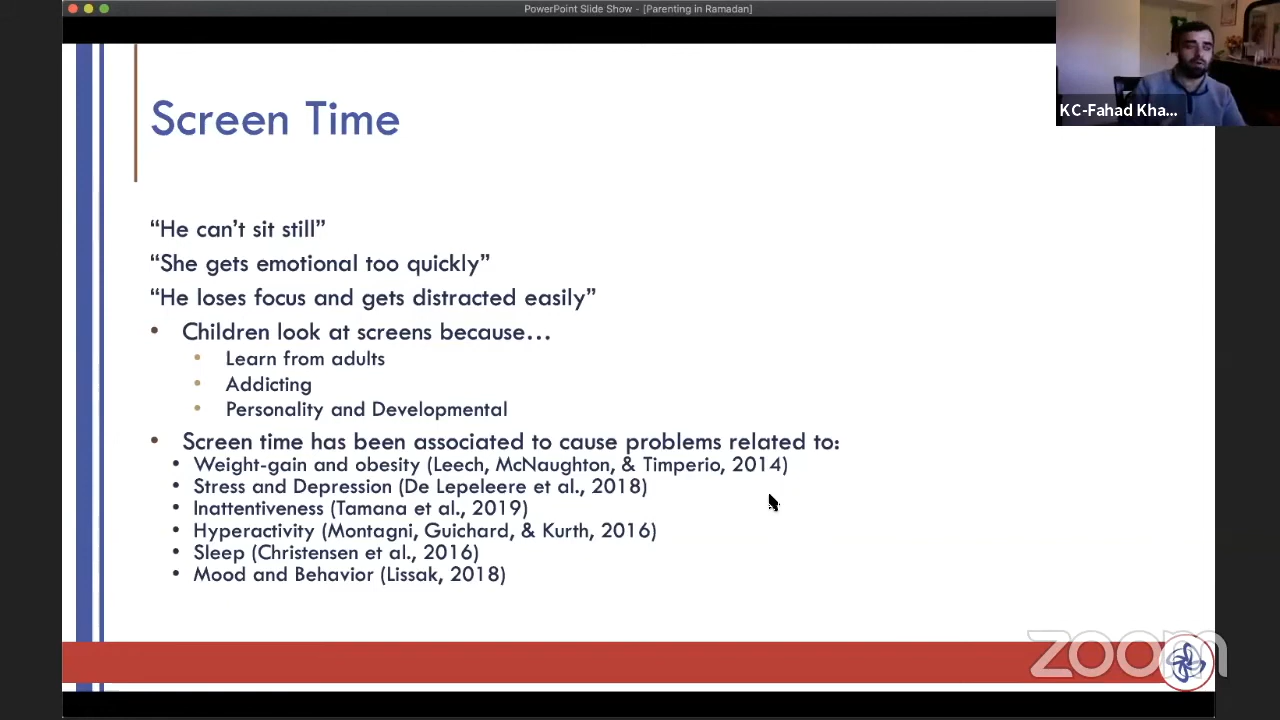 PowerPoint Slide Show - [Parenting in Ramadan]
KC-Fahad Kha...
Screen Time
“He can’t sit still”
“She gets emotional too quickly”
“He loses focus and gets distracted easily”
• Children look at screens because…
• Learn from adults
• Addicting
• Personality and Developmental
• Screen time has been associated to cause problems related to:
• Weight-gain and obesity (Leech, McNaughton, & Timperio, 2014)
• Stress and Depression (De Lepeleere et al., 2018)
• Inattentiveness (Tamana et al., 2019)
• Hyperactivity (Montagni, Guichard, & Kurth, 2016)
• Sleep (Christensen et al., 2016)
• Mood and Behavior (Lissak, 2018)
zoom